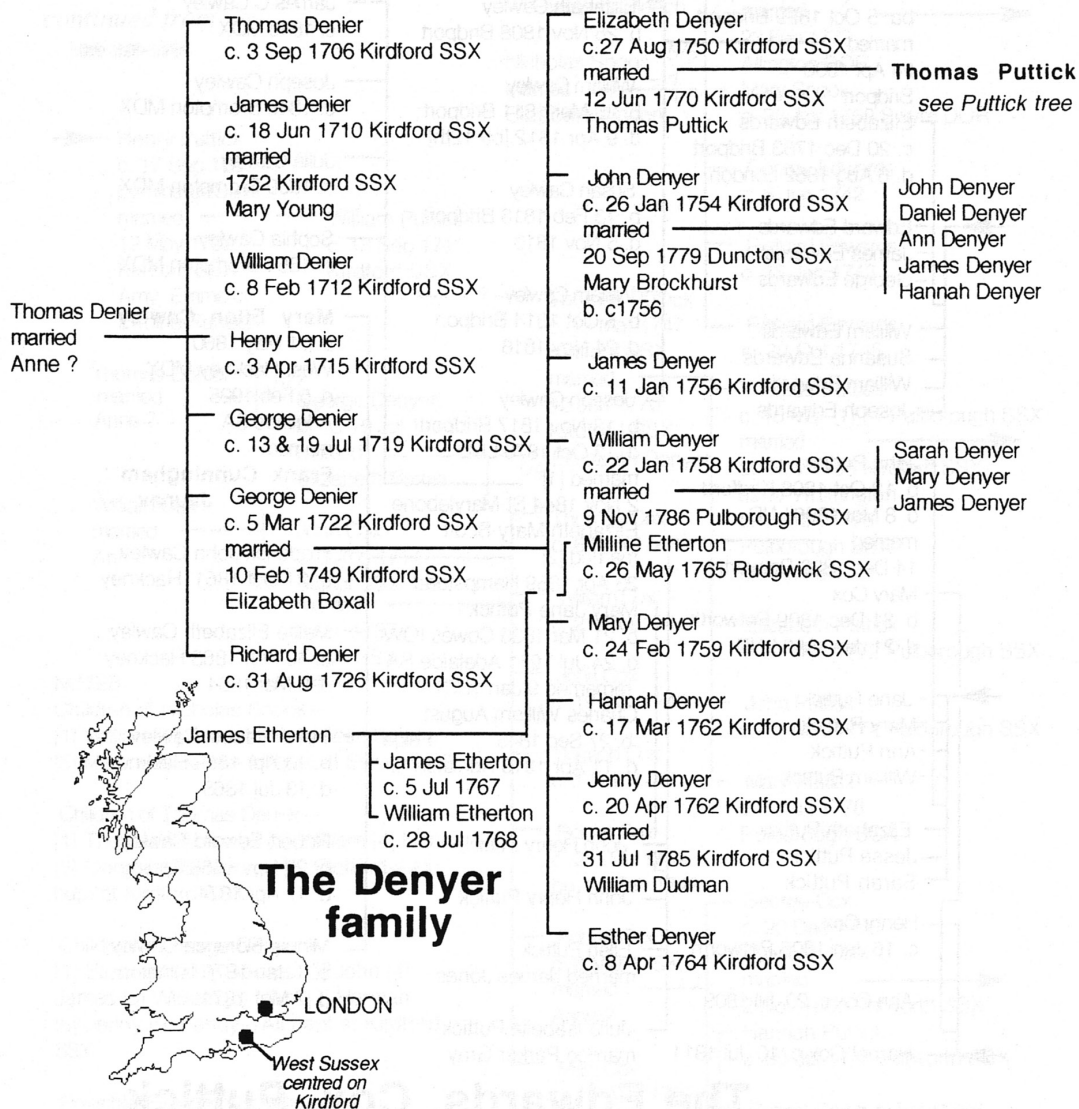 Thomas Denier
married
Anne ?
Thomas Denier
c. 3 Sep 1706 Kirdford SSX
James Denier
c. 18 Jun 1710 Kirdford SSX
married
1752 Kirdford SSX
Mary Young
William Denier
c. 8 Feb 1712 Kirdford SSX
Henry Denier
c. 3 Apr 1715 Kirdford SSX
George Denier
c. 13 & 19 Jul 1719 Kirdford SSX
George Denier
c. 5 Mar 1722 Kirdford SSX
married
10 Feb 1749 Kirdford SSX
Elizabeth Boxall
Richard Denier
c. 31 Aug 1726 Kirdford SSX
James Etherton
James Etherton
c. 5 Jul 1767
William Etherton
c. 28 Jul 1768
Elizabeth Denyer
c.27 Aug 1750 Kirdford SSX
married
12 Jun 1770 Kirdford SSX
Thomas Puttick
Thomas Puttick
see Puttick tree
John Denyer
c. 26 Jan 1754 Kirdford SSX
married
20 Sep 1779 Duncton SSX
Mary Brockhurst
b. c1756
John Denyer
Daniel Denyer
Ann Denyer
James Denyer
Hannah Denyer
James Denyer
c. 11 Jan 1756 Kirdford SSX
William Denyer
c. 22 Jan 1758 Kirdford SSX
married
9 Nov 1786 Pulborough SSX
Milline Etherton
c. 26 May 1765 Rudgwick SSX
Sarah Denyer
Mary Denyer
James Denyer
Mary Denyer
c. 24 Feb 1759 Kirdford SSX
Hannah Denyer
c. 17 Mar 1762 Kirdford SSX
Jenny Denyer
c. 20 Apr 1762 Kirdford SSX
married
31 Jul 1785 Kirdford SSX
William Dudman
Esther Denyer
c. 8 Apr 1764 Kirdford SSX
The Denyer
family
LONDON
West Sussex
centred on
Kirdford